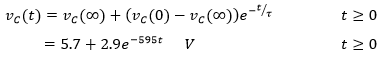 v_C(t) = v_C(∞) + (v_C(0) − v_C(∞))e^{−t/τ} t ≥ 0
= 5.7 + 2.9e^{−595t} V t ≥ 0